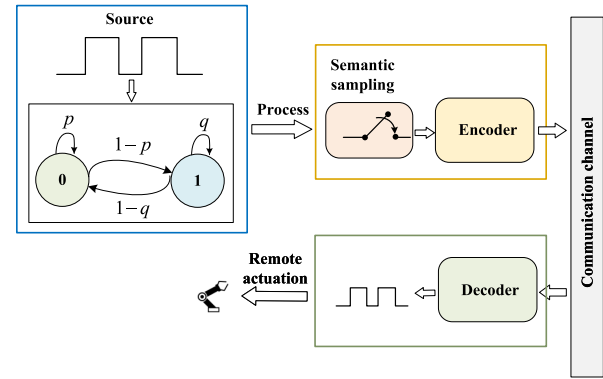 Source
p
q
1−p
0
1
1−q
Process
Semantic
sampling
Encoder
Communication channel
Remote
actuation
Decoder